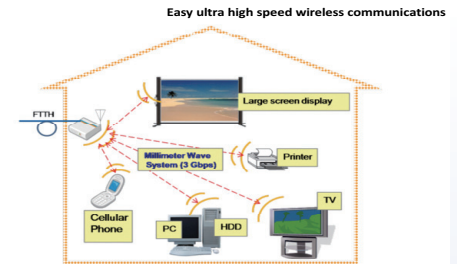 Easy ultra high speed wireless communications
Large screen display
FTTH
Millimeter Wave
System (3 Gbps)
Printer
TV
Cellular
Phone
PC
HDD